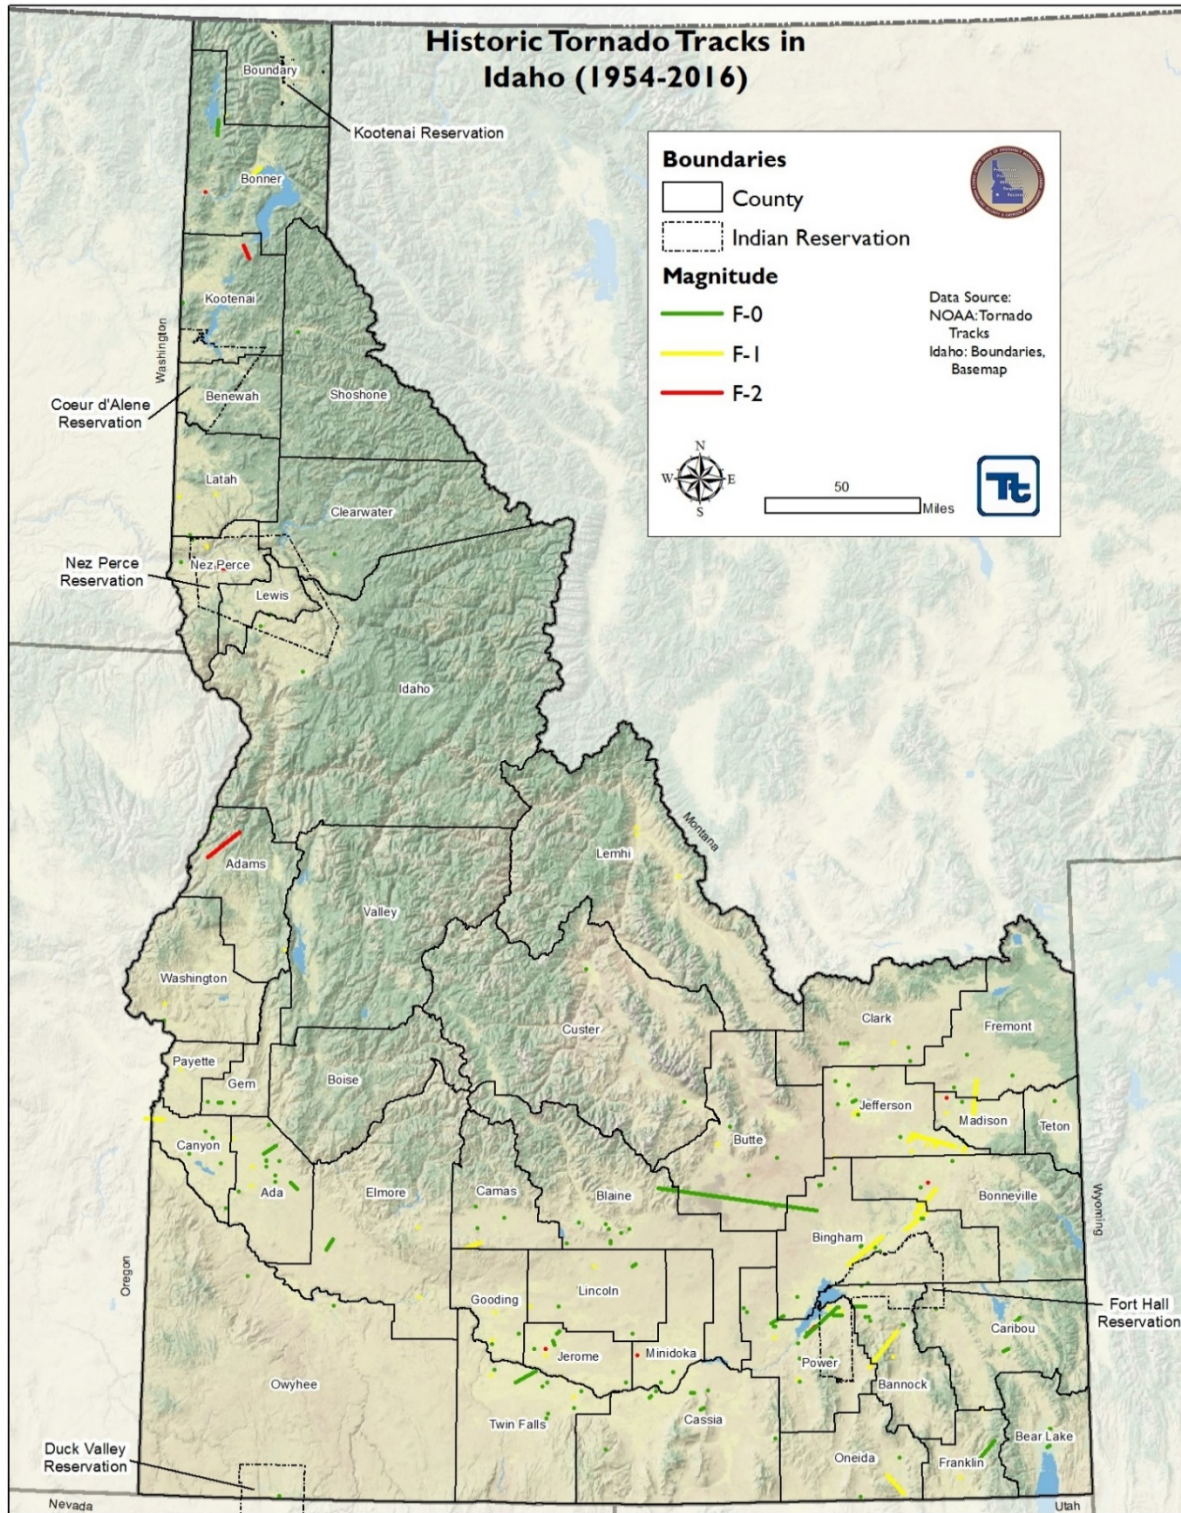 Historic Tornado Tracks in
Idaho (1954-2016)
Boundary
Kootenai Reservation
Boundaries
County
Indian Reservation
Magnitude
F-0
F-1
F-2
Data Source:
NOAA: Tornado
Tracks
Idaho: Boundaries,
Basemap
N
W
E
S
50
Miles
Tt
Bonner
Kootenai
Washington
Coeur d'Alene
Reservation
Benewah
Shoshone
Latah
Clearwater
Nez Perce
Reservation
Nez Perce
Lewis
Idaho
Montana
Adams
Lemhi
Valley
Washington
Custer
Clark
Fremont
Payette
Gem
Boise
Jefferson
Madison
Teton
Canyon
Butte
Ada
Elmore
Camas
Blaine
Bonneville
Wyoming
Bingham
Oregon
Gooding
Lincoln
Fort Hall
Reservation
Caribou
Jerome
Minidoka
Power
Bannock
Owyhee
Twin Falls
Cassia
Duck Valley
Reservation
Oneida
Franklin
Bear Lake
Nevada
Utah